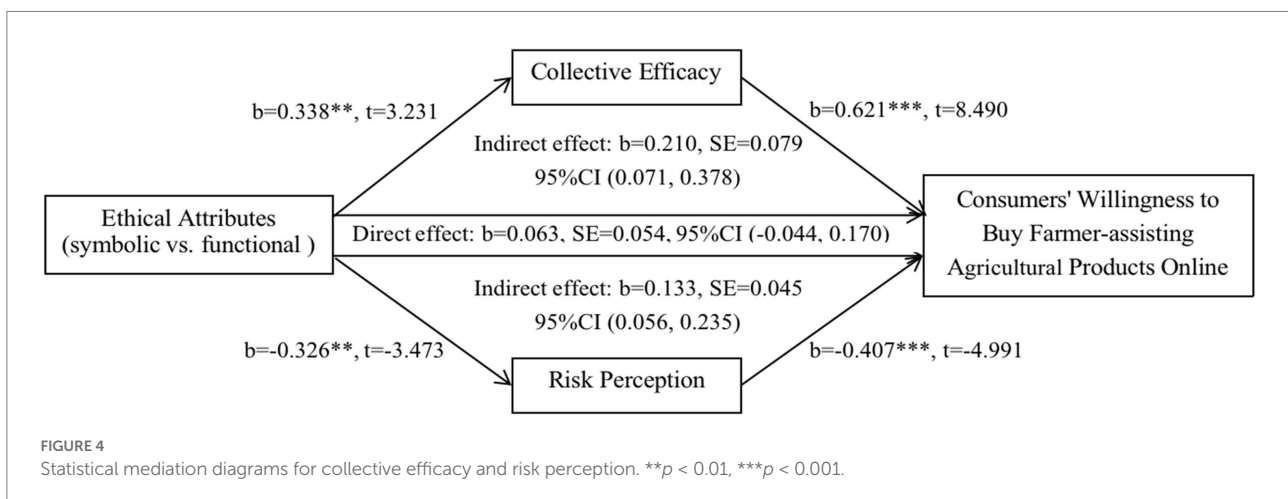 Collective Efficacy
b=0.338**, t=3.231
b=0.621***, t=8.490
Indirect effect: b=0.210, SE=0.079
95%CI (0.071, 0.378)
Ethical Attributes
(symbolic vs. functional )
Direct effect: b=0.063, SE=0.054, 95%CI (-0.044, 0.170)
Consumers' Willingness to
Buy Farmer-assisting
Agricultural Products Online
Indirect effect: b=0.133, SE=0.045
95%CI (0.056, 0.235)
b=-0.326**, t=-3.473
b=-0.407***, t=-4.991
Risk Perception
FIGURE 4
Statistical mediation diagrams for collective efficacy and risk perception. **p < 0.01, ***p < 0.001.